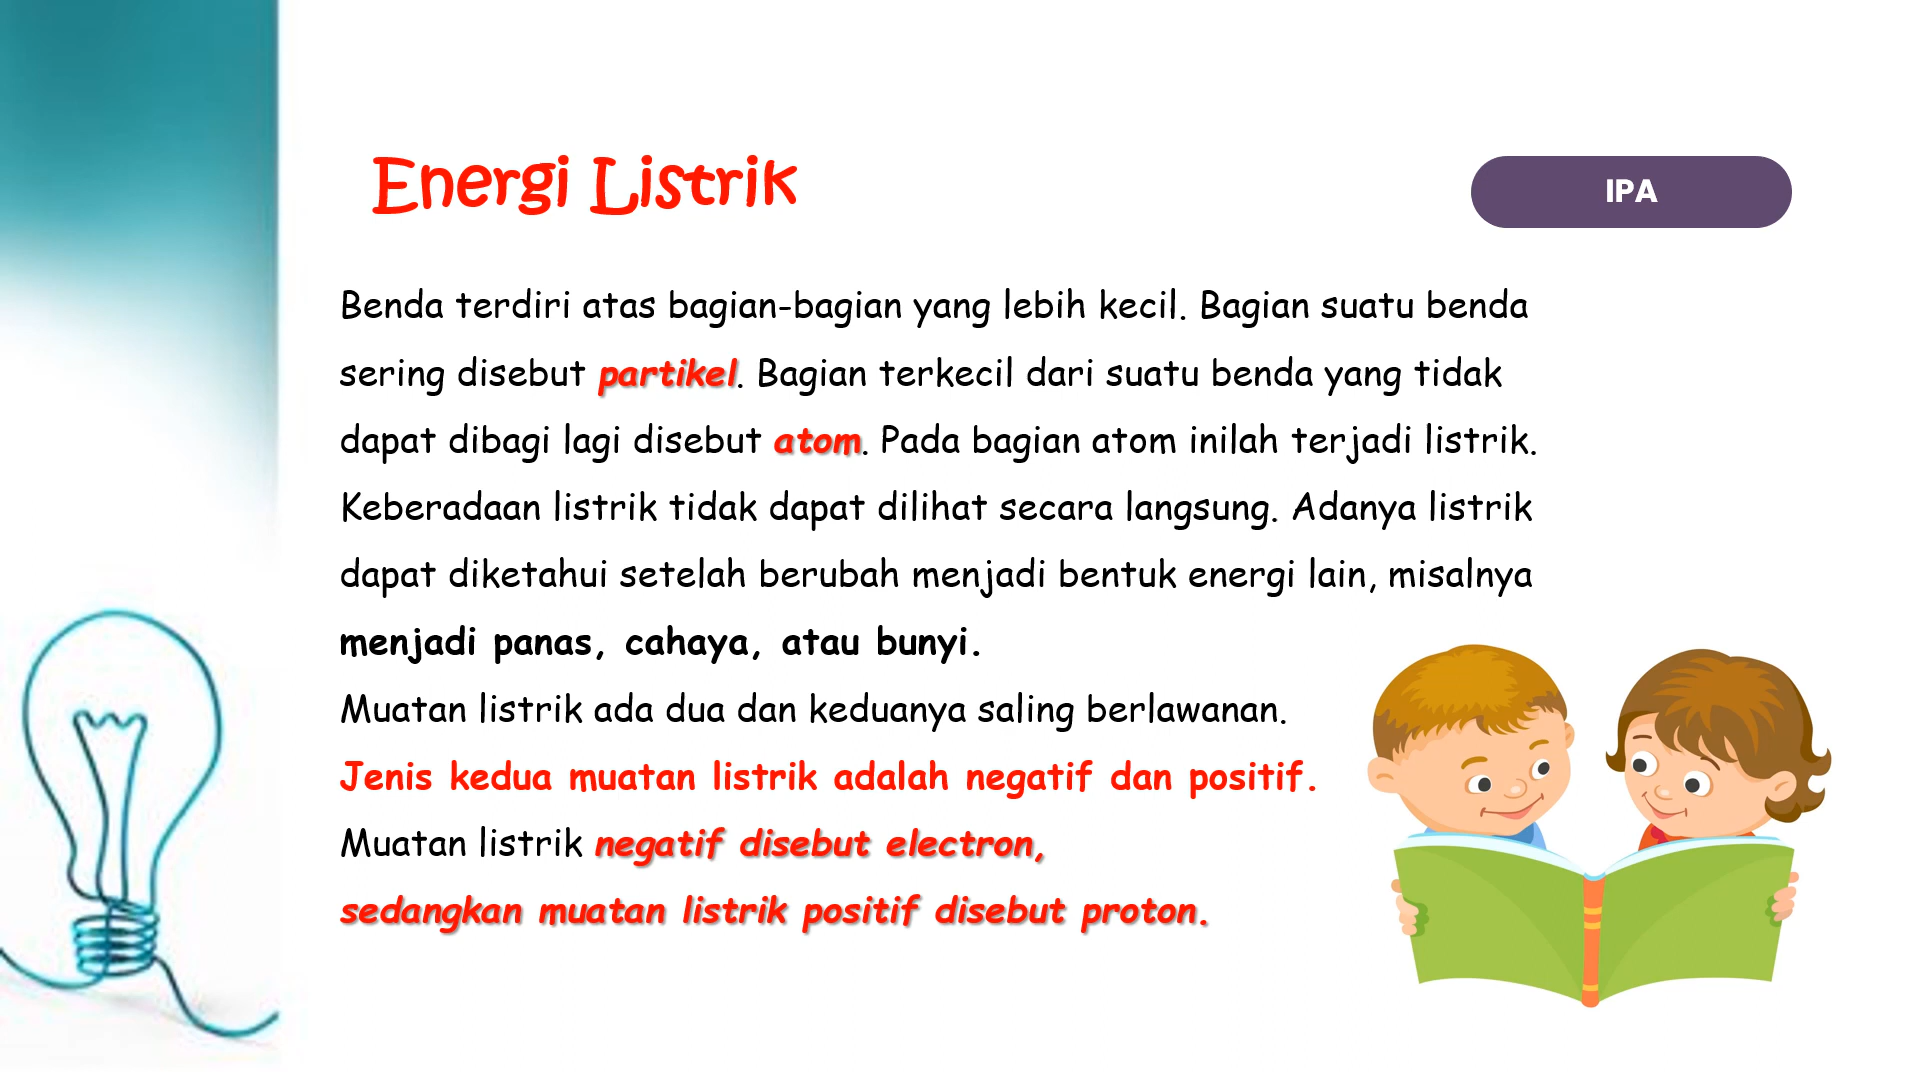 Energi Listrik
IPA
Benda terdiri atas bagian-bagian yang lebih kecil. Bagian suatu benda
sering disebut partikel. Bagian terkecil dari suatu benda yang tidak
dapat dibagi lagi disebut atom. Pada bagian atom inilah terjadi listrik.
Keberadaan listrik tidak dapat dilihat secara langsung. Adanya listrik
dapat diketahui setelah berubah menjadi bentuk energi lain, misalnya
menjadi panas, cahaya, atau bunyi.
Muatan listrik ada dua dan keduanya saling berlawanan.
Jenis kedua muatan listrik adalah negatif dan positif.
Muatan listrik negatif disebut electron,
sedangkan muatan listrik positif disebut proton.